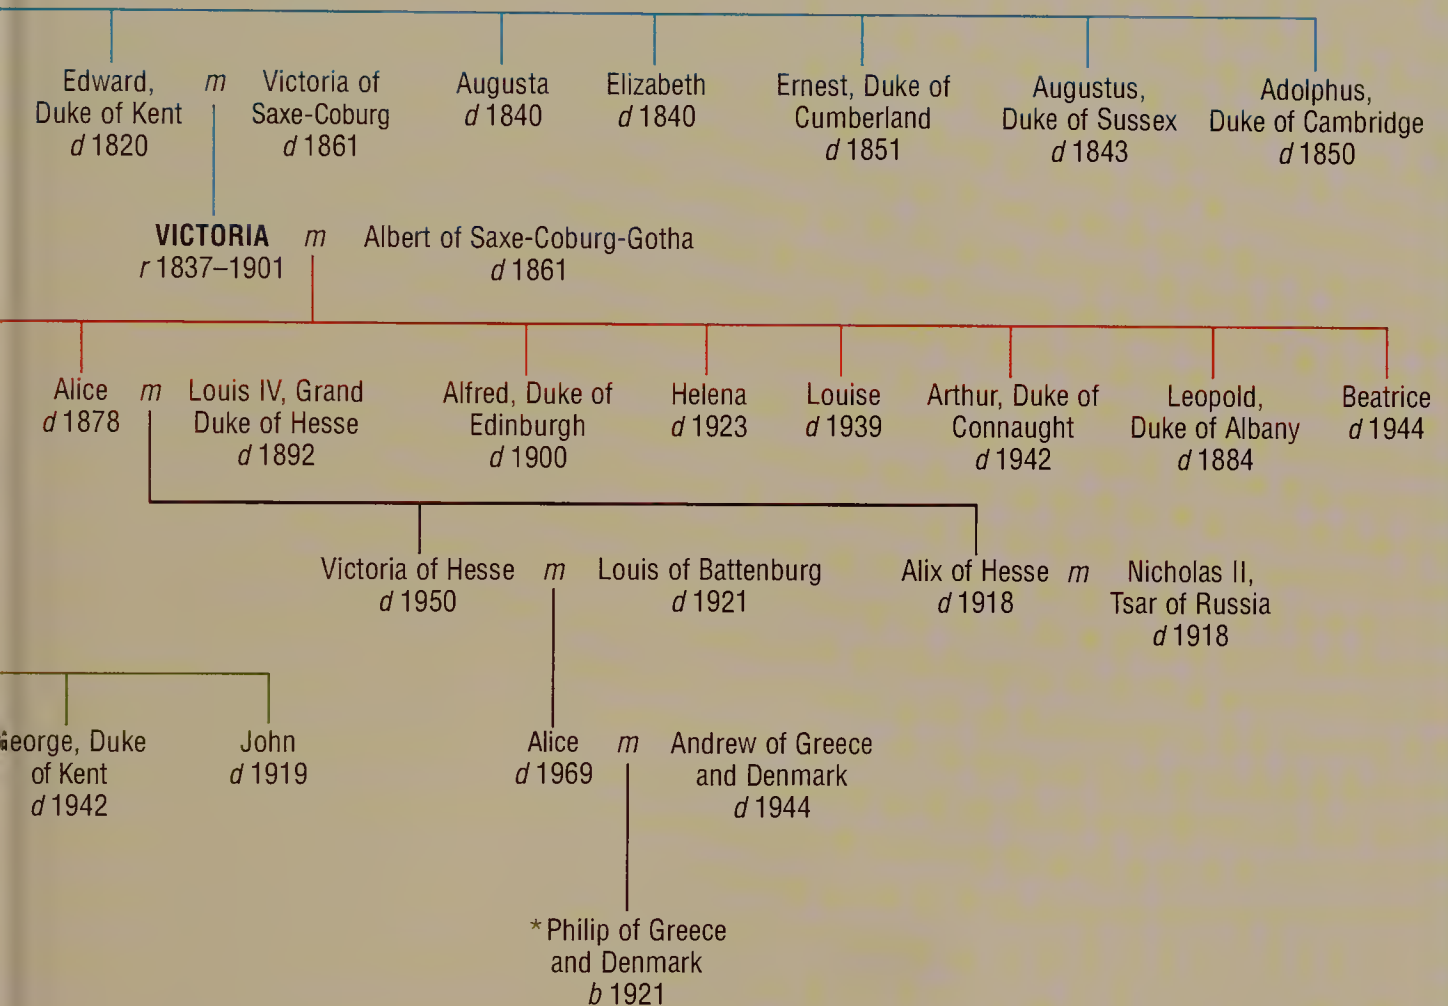 Edward,
Duke of Kent
d 1820
m
Victoria of
Saxe-Coburg
d 1861
Augusta
d 1840
Elizabeth
d 1840
Ernest, Duke of
Cumberland
d 1851
Augustus,
Duke of Sussex
d 1843
Adolphus,
Duke of Cambridge
d 1850
VICTORIA
r 1837–1901
m
Albert of Saxe-Coburg-Gotha
d 1861
Alice
d 1878
m
Louis IV, Grand
Duke of Hesse
d 1892
Alfred, Duke of
Edinburgh
d 1900
Helena
d 1923
Louise
d 1939
Arthur, Duke of
Connaught
d 1942
Leopold,
Duke of Albany
d 1884
Beatrice
d 1944
Victoria of Hesse
d 1950
m
Louis of Battenburg
d 1921
Alix of Hesse
d 1918
m
Nicholas II,
Tsar of Russia
d 1918
George, Duke
of Kent
d 1942
John
d 1919
Alice
d 1969
m
Andrew of Greece
and Denmark
d 1944
*Philip of Greece
and Denmark
b 1921